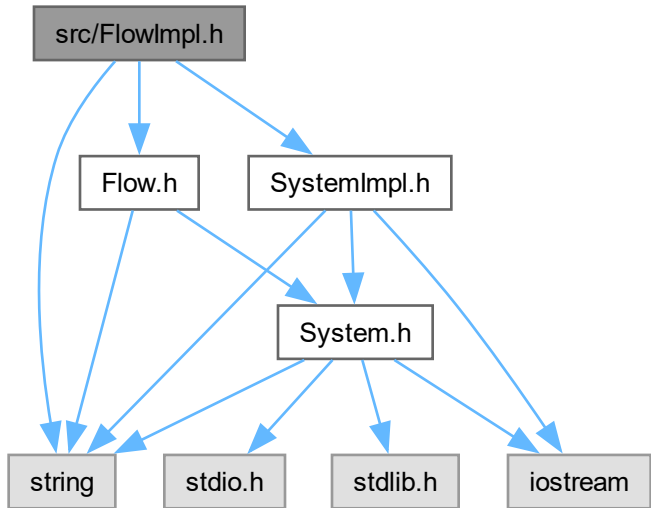 src/FlowImpl.h
Flow.h
SystemImpl.h
System.h
string
stdio.h
stdlib.h
iostream